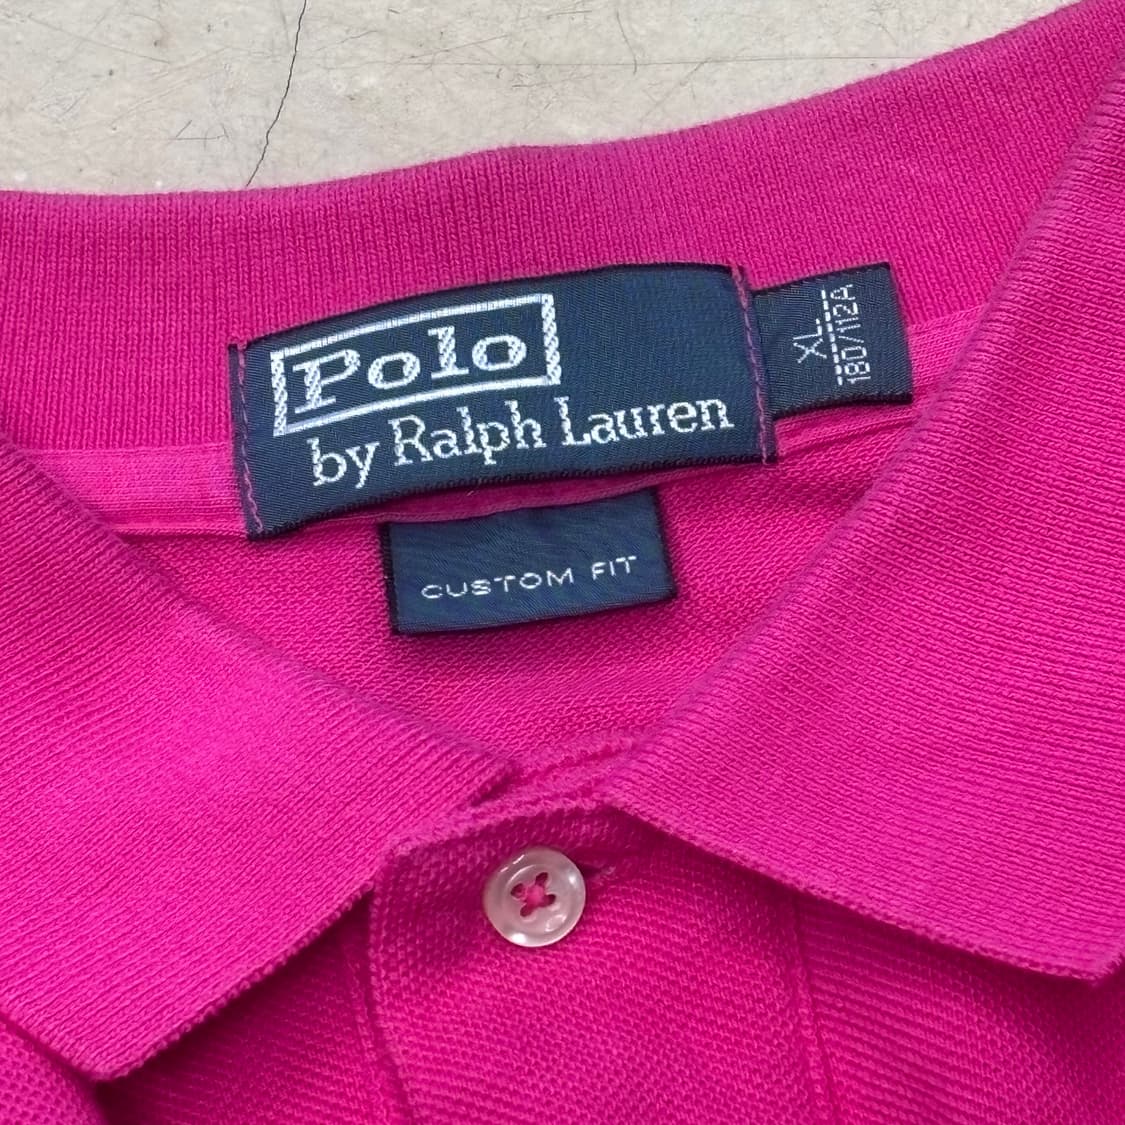 Polo
by Ralph Lauren
XL
180/112A
CUSTOM FIT